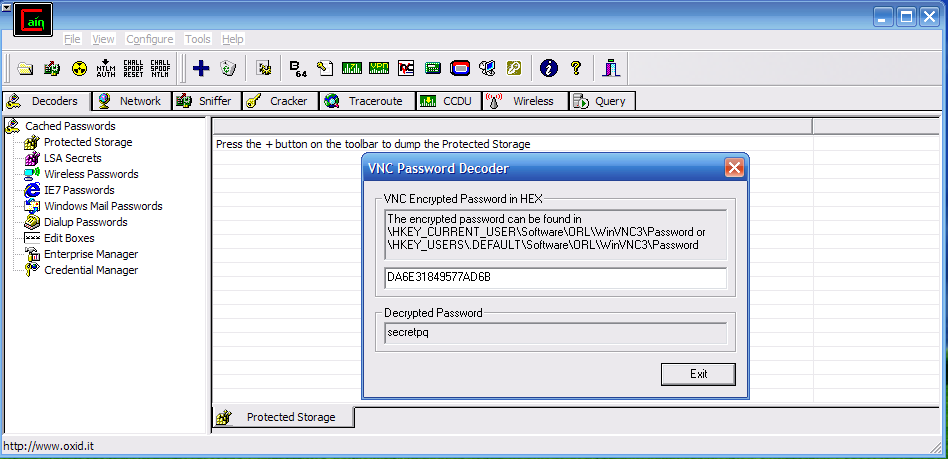 Cain
File View Configure Tools Help
NTLM AUTH CHALL SPOOF RESET CHALL SPOOF NTLM B 64 VPN
Decoders Network Sniffer Cracker Traceroute CCDU Wireless Query
Cached Passwords
Protected Storage
LSA Secrets
Wireless Passwords
IE7 Passwords
Windows Mail Passwords
Dialup Passwords
Edit Boxes
Enterprise Manager
Credential Manager
Press the + button on the toolbar to dump the Protected Storage
VNC Password Decoder
VNC Encrypted Password in HEX
The encrypted password can be found in
\HKEY_CURRENT_USER\Software\ORL\WinVNC3\Password or
\HKEY_USERS\.DEFAULT\Software\ORL\WinVNC3\Password
DA6E31849577AD6B
Decrypted Password
secretpq
Exit
Protected Storage
http://www.oxid.it